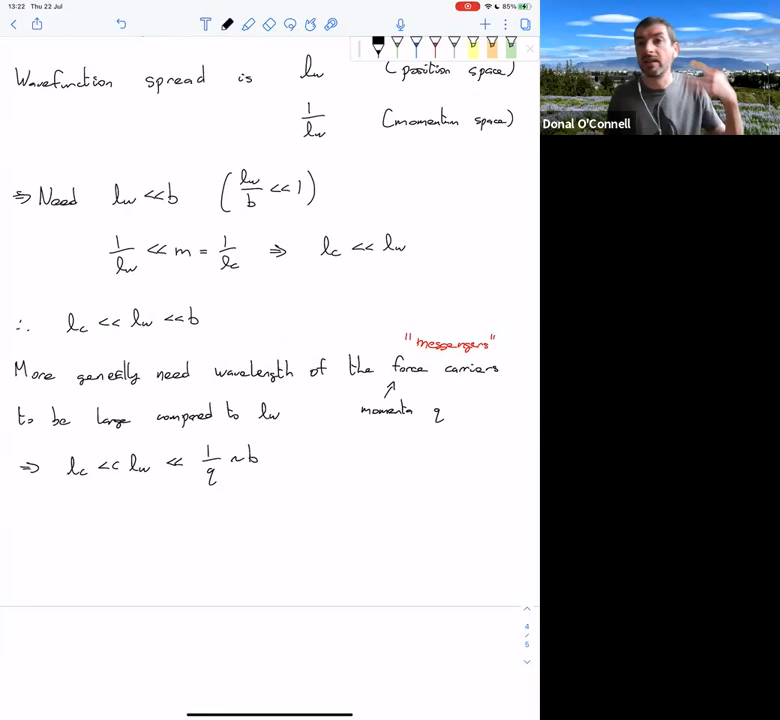 13:22 Thu 22 Jul
85%
Wavefunction spread is lw (position space)
1/lw (momentum space)
⇒ Need lw << b (lw/b << 1)
1/lw << m = 1/lc ⇒ lc << lw
∴ lc << lw << b
"messengers"
More generally need wavelength of the force carriers
to be large compared to lw
momenta q
⇒ lc << lw << 1/q ~ b
Donal O'Connell
4
/
5